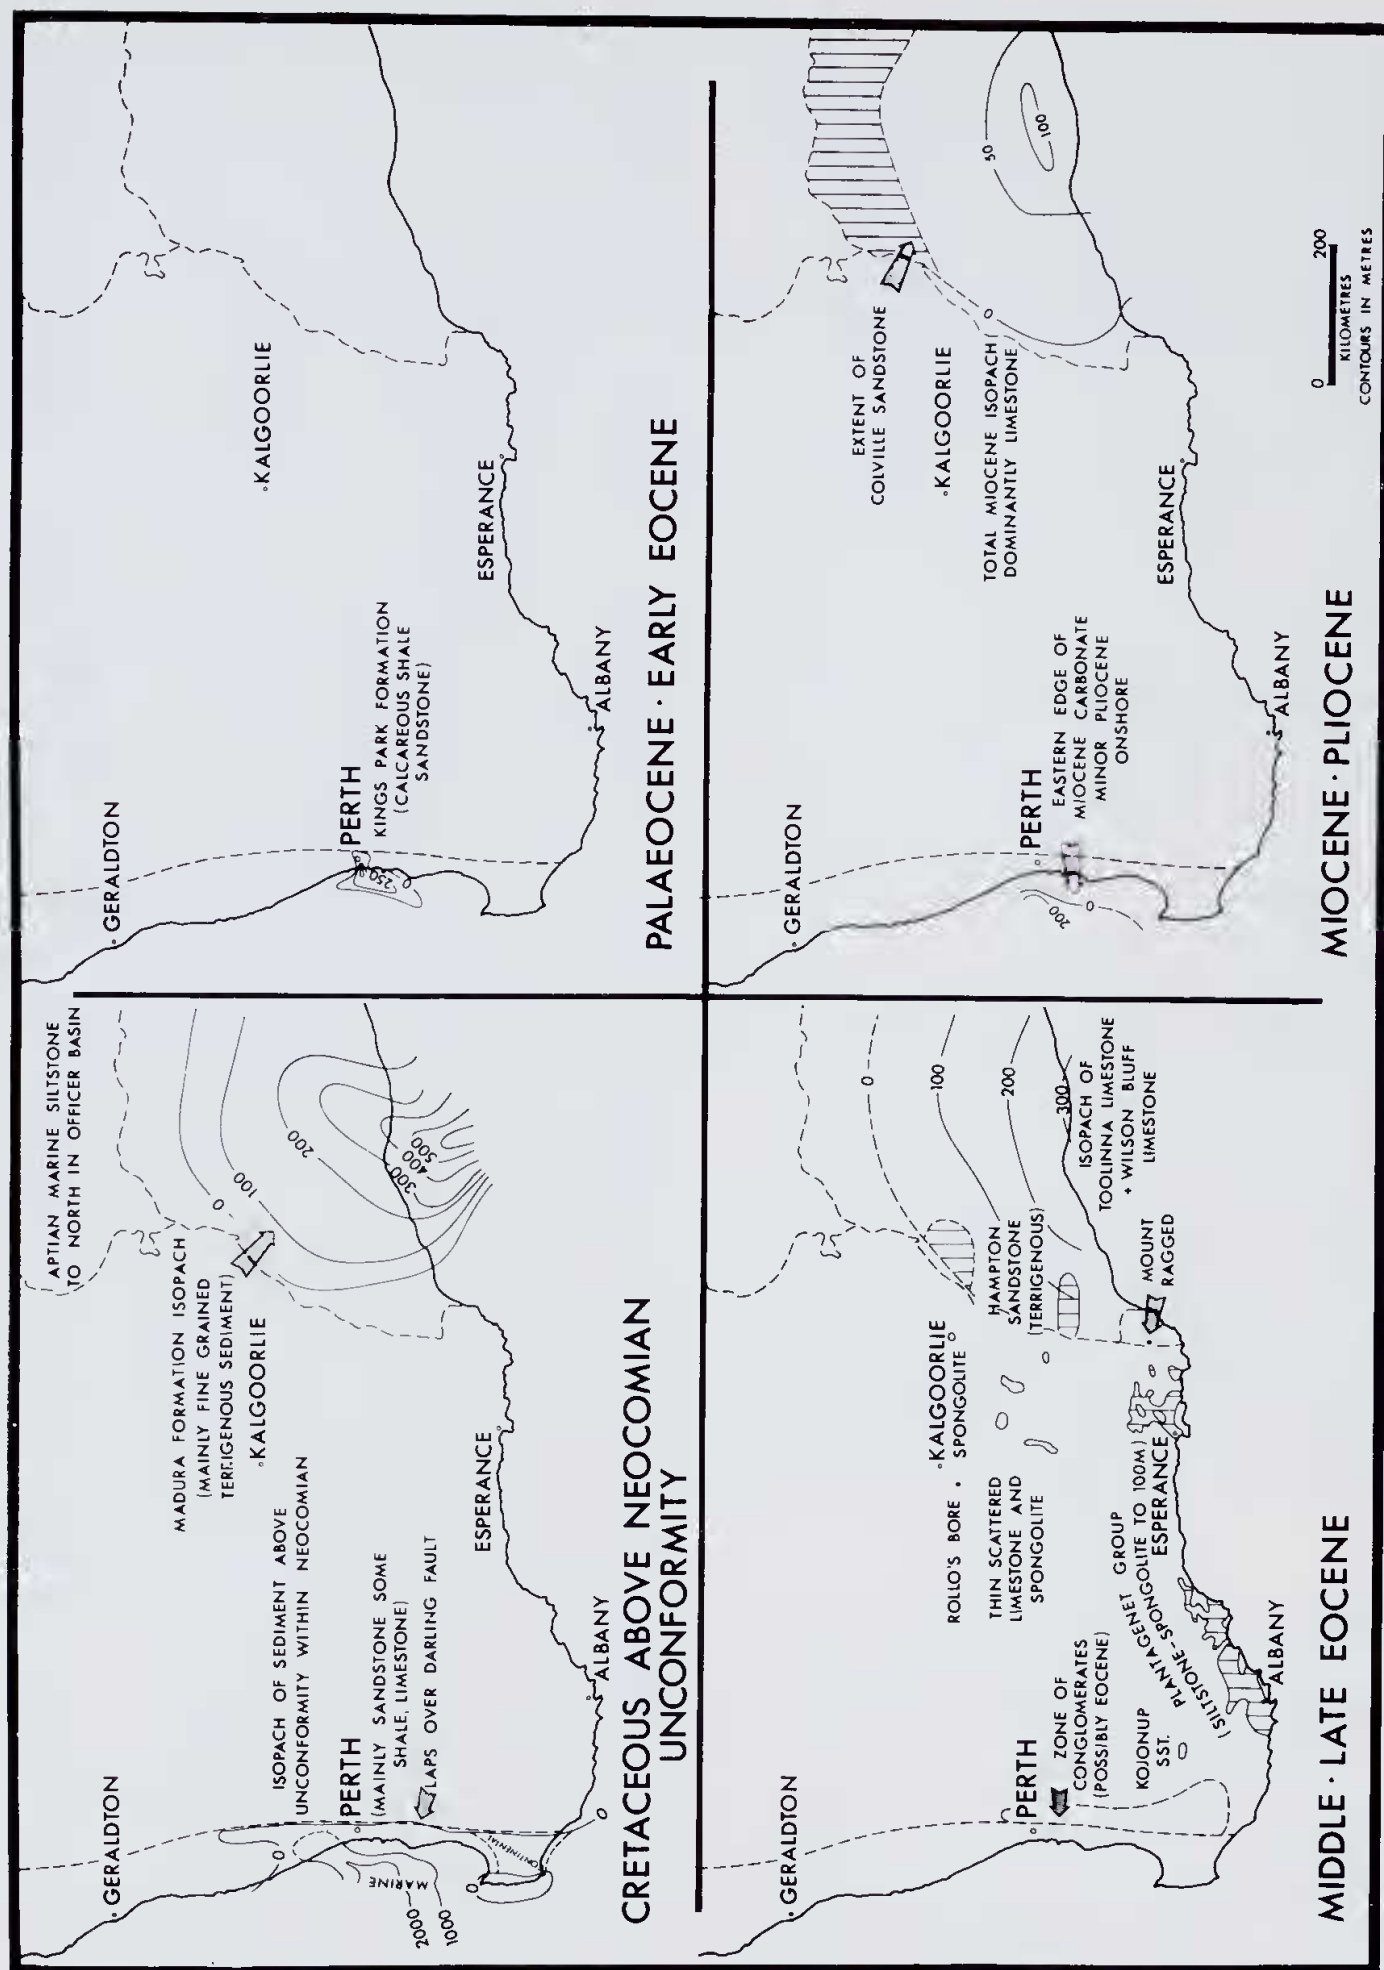 APTIAN MARINE SILTSTONE
TO NORTH IN OFFICER BASIN
MADURA FORMATION ISOPACH
(MAINLY FINE GRAINED
TERRIGENOUS SEDIMENT)
0
100
200
300
400
500
GERALDTON
KALGOORLIE
ISOPACH OF SEDIMENT ABOVE
UNCONFORMITY WITHIN NEOCOMIAN
PERTH
(MAINLY SANDSTONE SOME
SHALE, LIMESTONE)
LAPS OVER DARLING FAULT
0
MARINE
2000
1000
CONTINENTAL
0
0
ESPERANCE
ALBANY
CRETACEOUS ABOVE NEOCOMIAN
UNCONFORMITY
GERALDTON
KALGOORLIE
PERTH
KINGS PARK FORMATION
(CALCAREOUS SHALE
SANDSTONE)
250
0
ESPERANCE
ALBANY
PALAEOCENE · EARLY EOCENE
GERALDTON
0
100
200
300
ROLLO'S BORE
KALGOORLIE
SPONGOLITE
HAMPTON
SANDSTONE
(TERRIGENOUS)
THIN SCATTERED
LIMESTONE AND
SPONGOLITE
ISOPACH OF
TOOLINNA LIMESTONE
+ WILSON BLUFF
LIMESTONE
PERTH
ZONE OF
CONGLOMERATES
(POSSIBLY EOCENE)
KOJONUP
SST.
PLANTAGENET GROUP
(SILTSTONE-SPONGOLITE TO 100M)
ESPERANCE
MOUNT
RAGGED
ALBANY
MIDDLE · LATE EOCENE
GERALDTON
EXTENT OF
COLVILLE SANDSTONE
KALGOORLIE
TOTAL MIOCENE ISOPACH
DOMINANTLY LIMESTONE
0
50
100
PERTH
EASTERN EDGE OF
MIOCENE CARBONATE
MINOR PLIOCENE
ONSHORE
200
0
ESPERANCE
ALBANY
MIOCENE · PLIOCENE
0 200
KILOMETRES
CONTOURS IN METRES